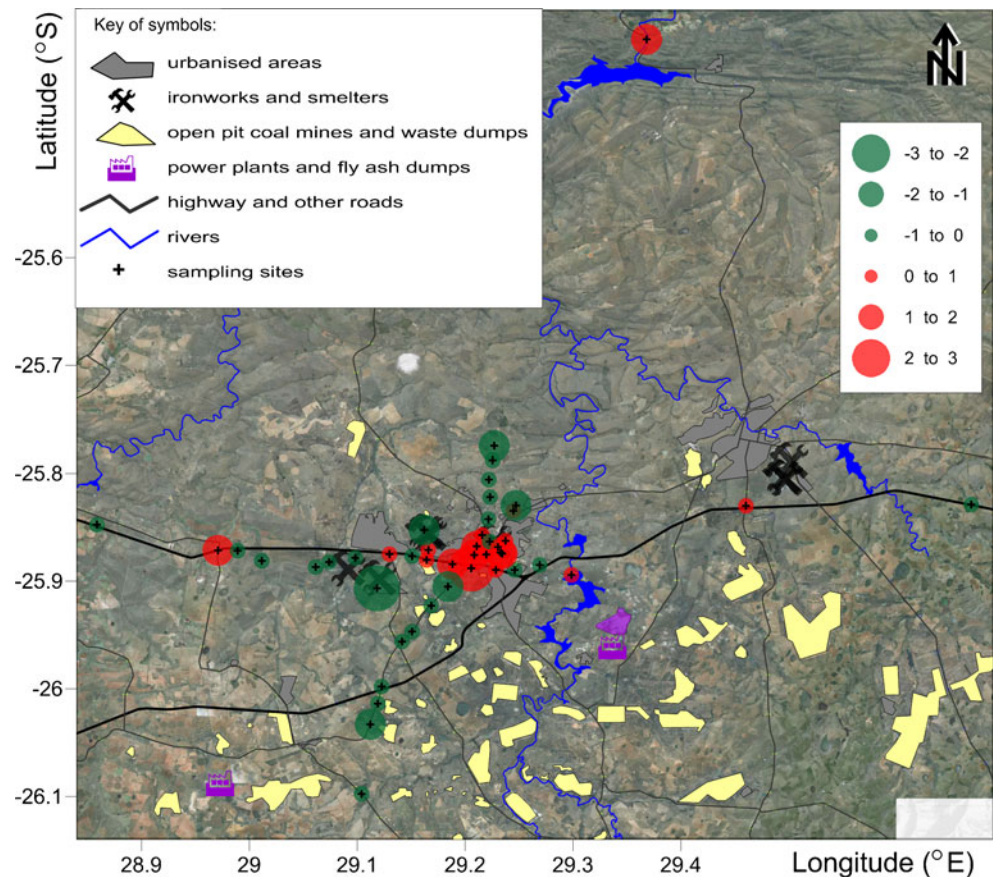 Key of symbols:
urbanised areas
ironworks and smelters
open pit coal mines and waste dumps
power plants and fly ash dumps
highway and other roads
rivers
sampling sites
Latitude (°S)
N
-3 to -2
-2 to -1
-1 to 0
0 to 1
1 to 2
2 to 3
-25.6
-25.7
-25.8
-25.9
-26
-26.1
28.9 29 29.1 29.2 29.3 29.4 Longitude (°E)